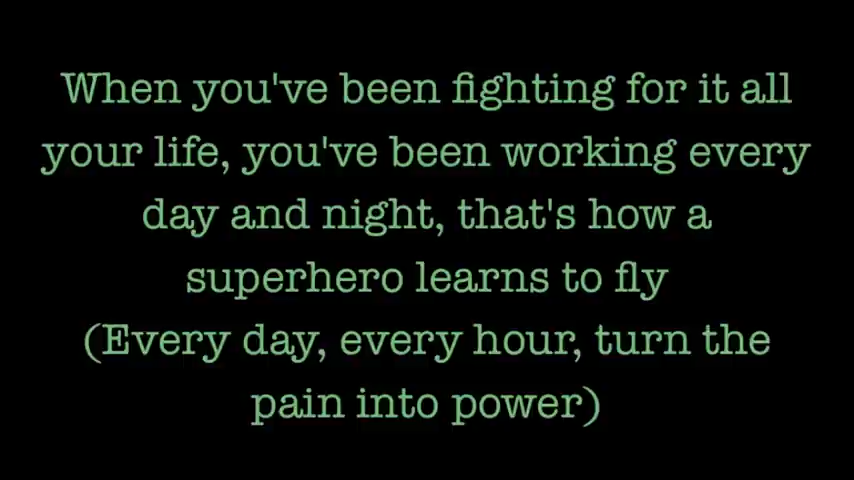 When you've been fighting for it all
your life, you've been working every
day and night, that's how a
superhero learns to fly
(Every day, every hour, turn the
pain into power)